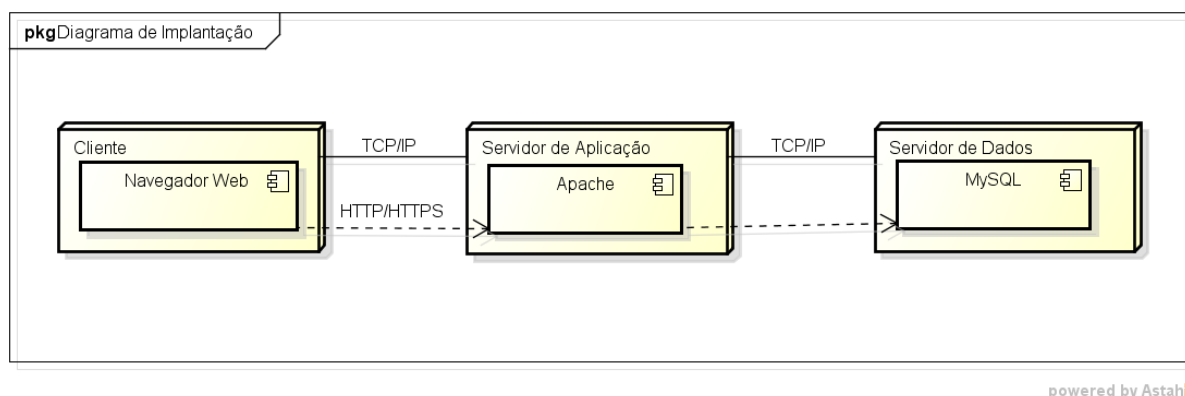 pkgDiagrama de Implantação
Cliente
TCP/IP
Servidor de Aplicação
TCP/IP
Servidor de Dados
Navegador Web
Apache
MySQL
HTTP/HTTPS
powered by Astah